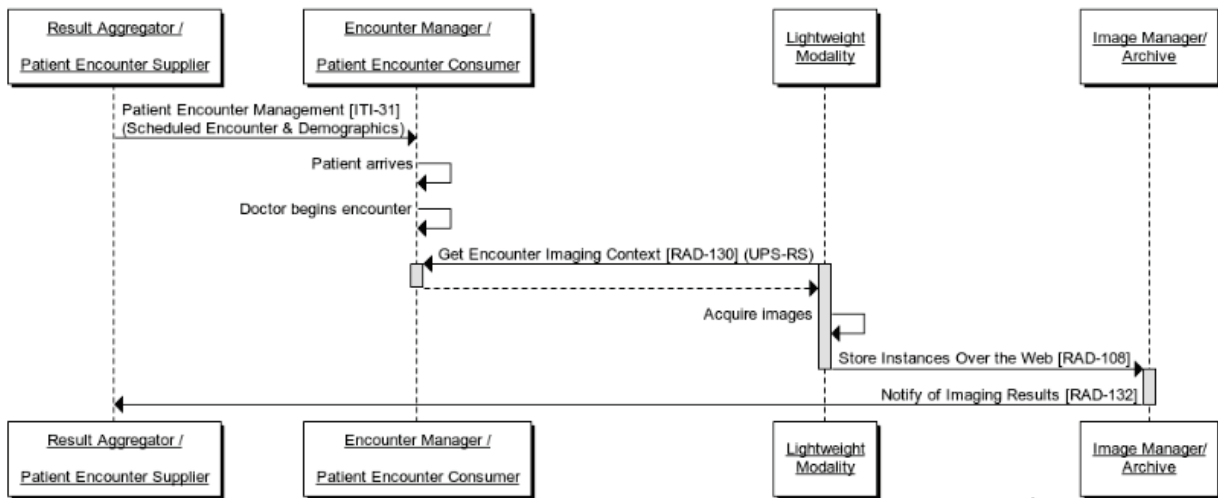 Result Aggregator /
Patient Encounter Supplier
Encounter Manager /
Patient Encounter Consumer
Lightweight
Modality
Image Manager/
Archive
Patient Encounter Management [ITI-31]
(Scheduled Encounter & Demographics)
Patient arrives
Doctor begins encounter
Get Encounter Imaging Context [RAD-130] (UPS-RS)
Acquire images
Store Instances Over the Web [RAD-108]
Notify of Imaging Results [RAD-132]
Result Aggregator /
Patient Encounter Supplier
Encounter Manager /
Patient Encounter Consumer
Lightweight
Modality
Image Manager/
Archive